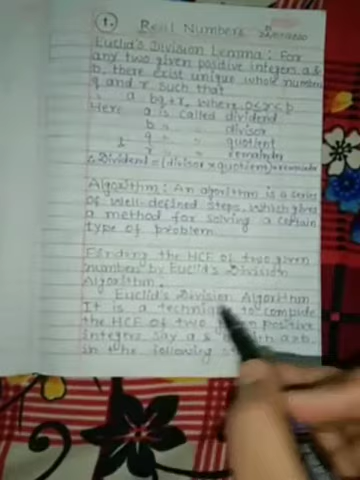 1.
Real Numbers
Euclid's Division Lemma : For
any two given positive integers a &
b, there exist unique whole number
q and r such that
a bq+r, where 0≤r<b
Here a is called dividend
b " " divisor
q " " quotient
& r " " remainder
∴ Dividend = (divisor × quotient) + remainder
Algorithm : An algorithm is a series
of well-defined steps, which gives
a method for solving a certain
type of problem.
Finding the HCF of two given
number by Euclid's Division
Algorithm.
Euclid's Division Algorithm
It is a technique to compute
the HCF of two positive
integers say a &
in the following